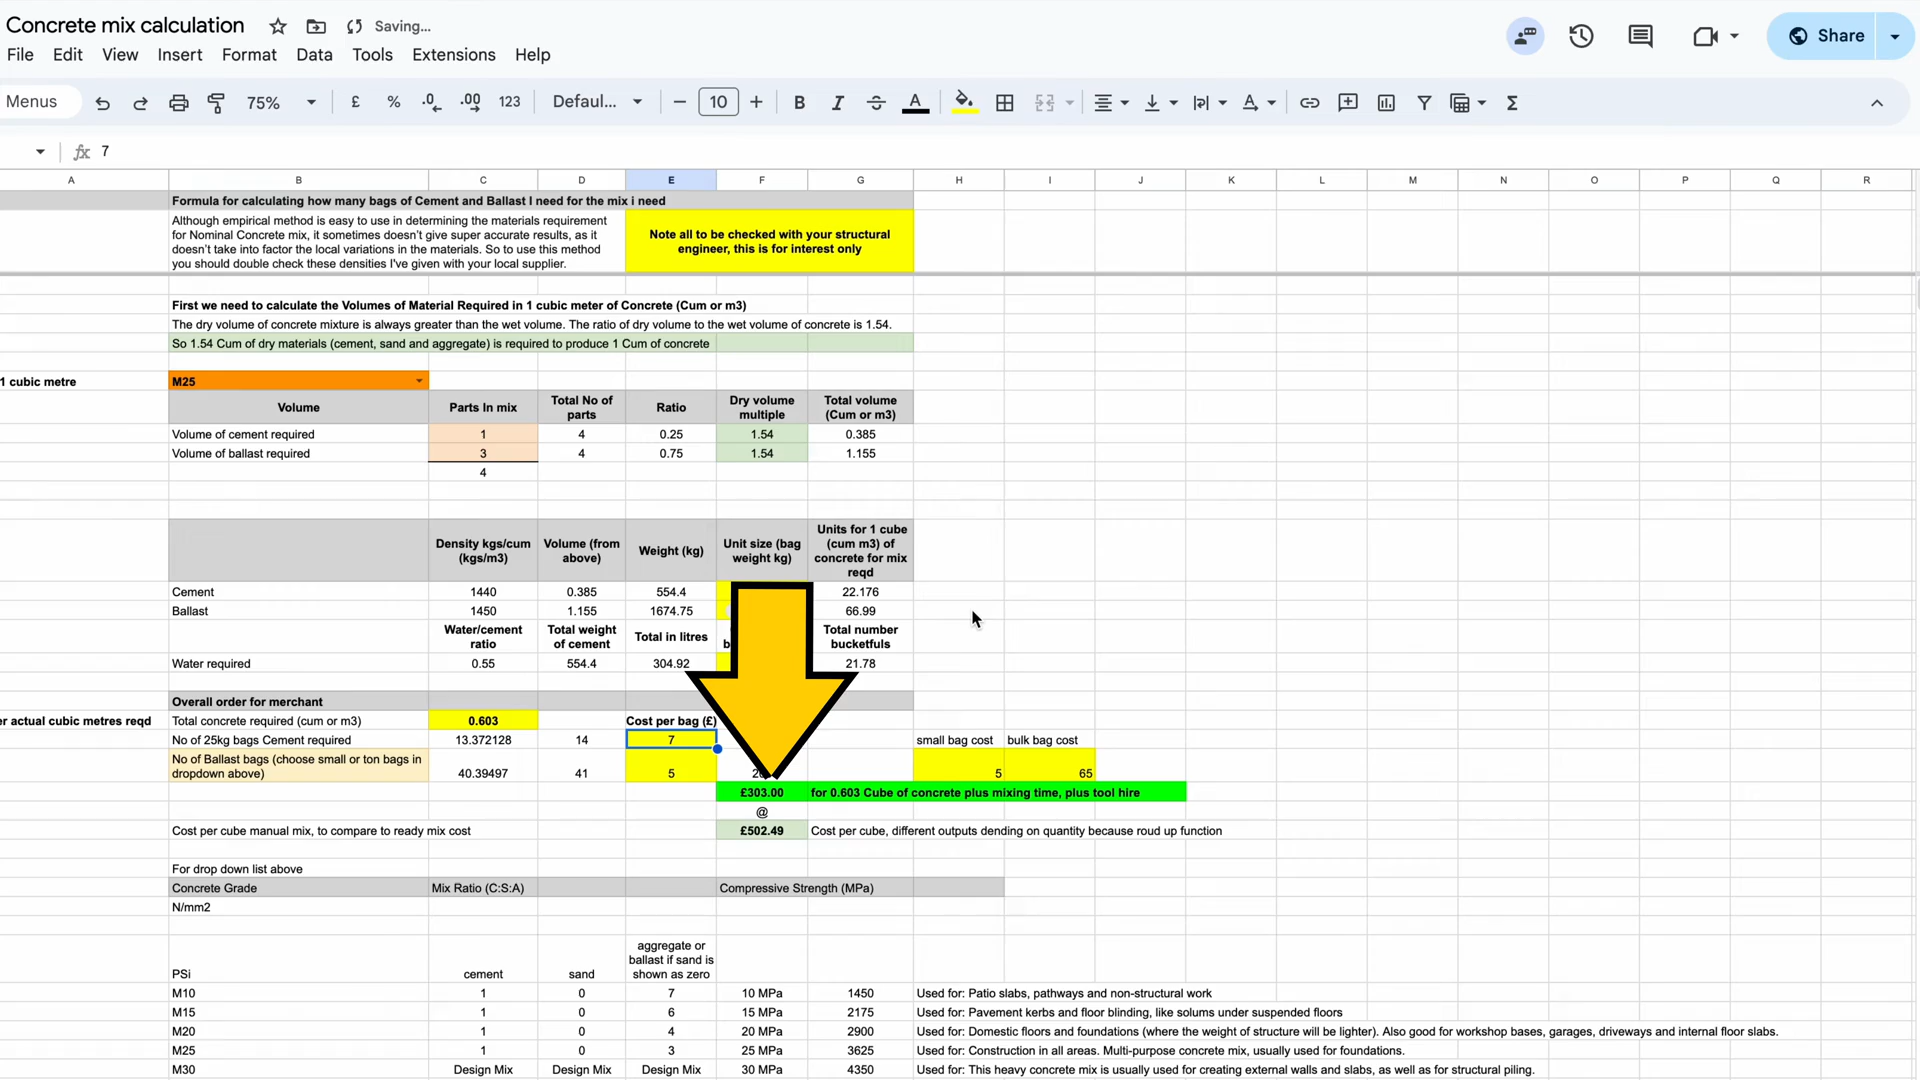 Concrete mix calculation Saving...
File Edit View Insert Format Data Tools Extensions Help
Share
Menus 75% £ % .0 .00 123 Defaul... 10 B I A
fx 7
A B C D E F G H I J K L M N O P Q R
Formula for calculating how many bags of Cement and Ballast I need for the mix i need
Although empirical method is easy to use in determining the materials requirement
for Nominal Concrete mix, it sometimes doesn't give super accurate results, as it
doesn't take into factor the local variations in the materials. So to use this method
you should double check these densities I've given with your local supplier.
Note all to be checked with your structural
engineer, this is for interest only
First we need to calculate the Volumes of Material Required in 1 cubic meter of Concrete (Cum or m3)
The dry volume of concrete mixture is always greater than the wet volume. The ratio of dry volume to the wet volume of concrete is 1.54.
So 1.54 Cum of dry materials (cement, sand and aggregate) is required to produce 1 Cum of concrete
1 cubic metre M25
Volume Parts In mix Total No of parts Ratio Dry volume multiple Total volume (Cum or m3)
Volume of cement required 1 4 0.25 1.54 0.385
Volume of ballast required 3 4 0.75 1.54 1.155
4
Density kgs/cum (kgs/m3) Volume (from above) Weight (kg) Unit size (bag weight kg) Units for 1 cube (cum m3) of concrete for mix reqd
Cement 1440 0.385 554.4 22.176
Ballast 1450 1.155 1674.75 66.99
Water/cement ratio Total weight of cement Total in litres Total number bucketfuls
Water required 0.55 554.4 304.92 21.78
Overall order for merchant
er actual cubic metres reqd Total concrete required (cum or m3) 0.603 Cost per bag (£)
No of 25kg bags Cement required 13.372128 14 7 small bag cost bulk bag cost
No of Ballast bags (choose small or ton bags in
dropdown above) 40.39497 41 5 5 65
£303.00 for 0.603 Cube of concrete plus mixing time, plus tool hire
@
Cost per cube manual mix, to compare to ready mix cost £502.49 Cost per cube, different outputs dending on quantity because roud up function
For drop down list above
Concrete Grade Mix Ratio (C:S:A) Compressive Strength (MPa)
N/mm2
PSi cement sand aggregate or ballast if sand is shown as zero
M10 1 0 7 10 MPa 1450 Used for: Patio slabs, pathways and non-structural work
M15 1 0 6 15 MPa 2175 Used for: Pavement kerbs and floor blinding, like solums under suspended floors
M20 1 0 4 20 MPa 2900 Used for: Domestic floors and foundations (where the weight of structure will be lighter). Also good for workshop bases, garages, driveways and internal floor slabs.
M25 1 0 3 25 MPa 3625 Used for: Construction in all areas. Multi-purpose concrete mix, usually used for foundations.
M30 Design Mix Design Mix Design Mix 30 MPa 4350 Used for: This heavy concrete mix is usually used for creating external walls and slabs, as well as for structural piling.